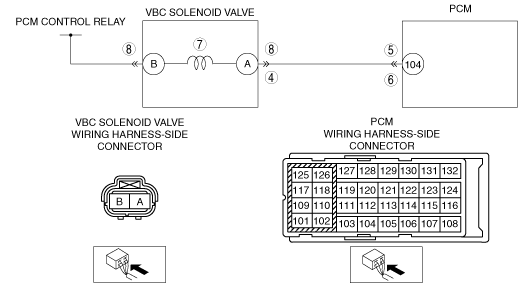 VBC SOLENOID VALVE
PCM
PCM CONTROL RELAY
8
7
8
5
B
A
104
4
6
VBC SOLENOID VALVE
WIRING HARNESS-SIDE
CONNECTOR
PCM
WIRING HARNESS-SIDE
CONNECTOR
B A
125 126 127 128 129 130 131 132
117 118 119 120 121 122 123 124
109 110 111 112 113 114 115 116
101 102 103 104 105 106 107 108